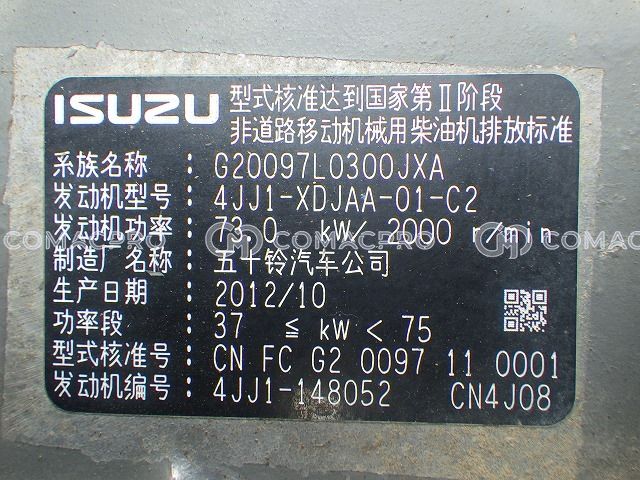 ISUZU 型式核准达到国家第Ⅱ阶段
非道路移动机械用柴油机排放标准
系族名称: G20097L0300JXA
发动机型号: 4JJ1-XDJAA-01-C2
发动机功率: 73.0 kW/ 2000 r/min
COMACPRO COMACPRO COMACPRO
制造厂名称: 五十铃汽车公司
生产日期: 2012/10
功率段: 37 ≦ kW < 75
型式核准号: CN FC G2 0097 11 0001
发动机编号: 4JJ1-148052 CN4J08